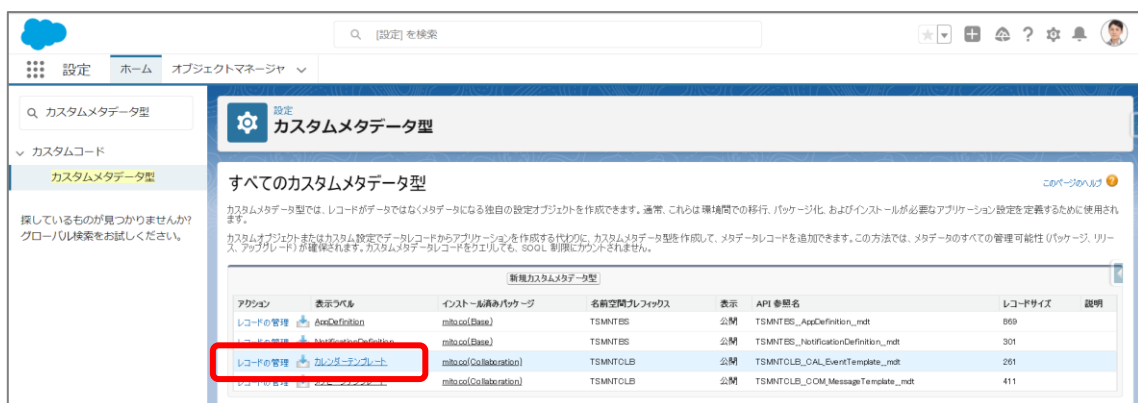 [設定] を検索
設定 ホーム オブジェクトマネージャ
カスタムメタデータ型
カスタムコード
カスタムメタデータ型
探しているものが見つかりませんか?
グローバル検索をお試しください。
設定
カスタムメタデータ型
すべてのカスタムメタデータ型
このページのヘルプ
カスタムメタデータ型では、レコードがデータではなくメタデータになる独自の設定オブジェクトを作成できます。通常、これらは環境間での移行、パッケージ化、およびインストールが必要なアプリケーション設定を定義するために使用され
ます。
カスタムオブジェクトまたはカスタム設定でデータレコードからアプリケーションを作成する代わりに、カスタムメタデータ型を作成して、メタデータレコードを追加できます。この方法では、メタデータのすべての管理可能性 (パッケージ、リリー
ス、アップグレード) が確保されます。カスタムメタデータレコードをクエリしても、SOQL 制限にカウントされません。
新規カスタムメタデータ型
アクション 表示ラベル インストール済みパッケージ 名前空間プレフィックス 表示 API 参照名 レコードサイズ 説明
レコードの管理 AppDefinition mitoco(Base) TSMNTBS 公開 TSMNTBS__AppDefinition__mdt 869
レコードの管理 NotificationDefinition mitoco(Base) TSMNTBS 公開 TSMNTBS__NotificationDefinition__mdt 301
レコードの管理 カレンダーテンプレート mitoco(Collaboration) TSMNTCLB 公開 TSMNTCLB__CAL_EventTemplate__mdt 261
レコードの管理 mitoco(Collaboration) TSMNTCLB 公開 TSMNTCLB__COM_MessageTemplate__mdt 411